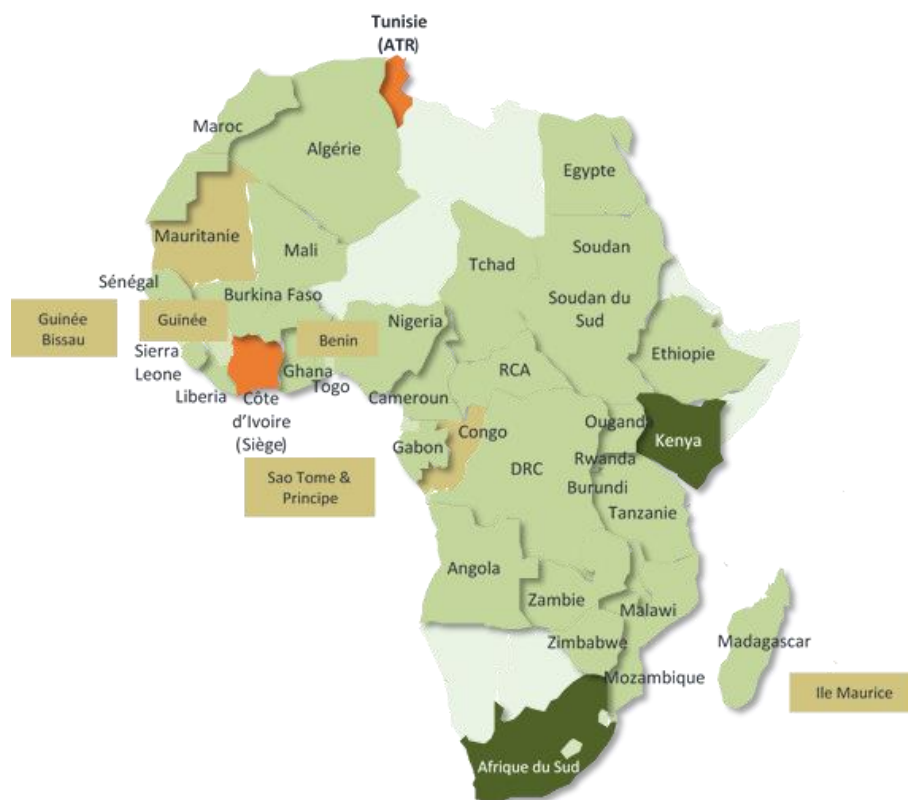 Tunisie
(ATR)
Maroc
Algérie
Egypte
Mauritanie
Mali
Tchad
Soudan
Sénégal
Burkina Faso
Soudan du
Sud
Guinée
Bissau
Guinée
Benin
Nigeria
Ethiopie
Sierra
Leone
Ghana
Togo
RCA
Liberia
Côte
d'Ivoire
(Siège)
Cameroun
Ouganda
Kenya
Gabon
Congo
DRC
Rwanda
Burundi
Sao Tome &
Principe
Tanzanie
Angola
Zambie
Malawi
Zimbabwe
Madagascar
Mozambique
Ile Maurice
Afrique du Sud